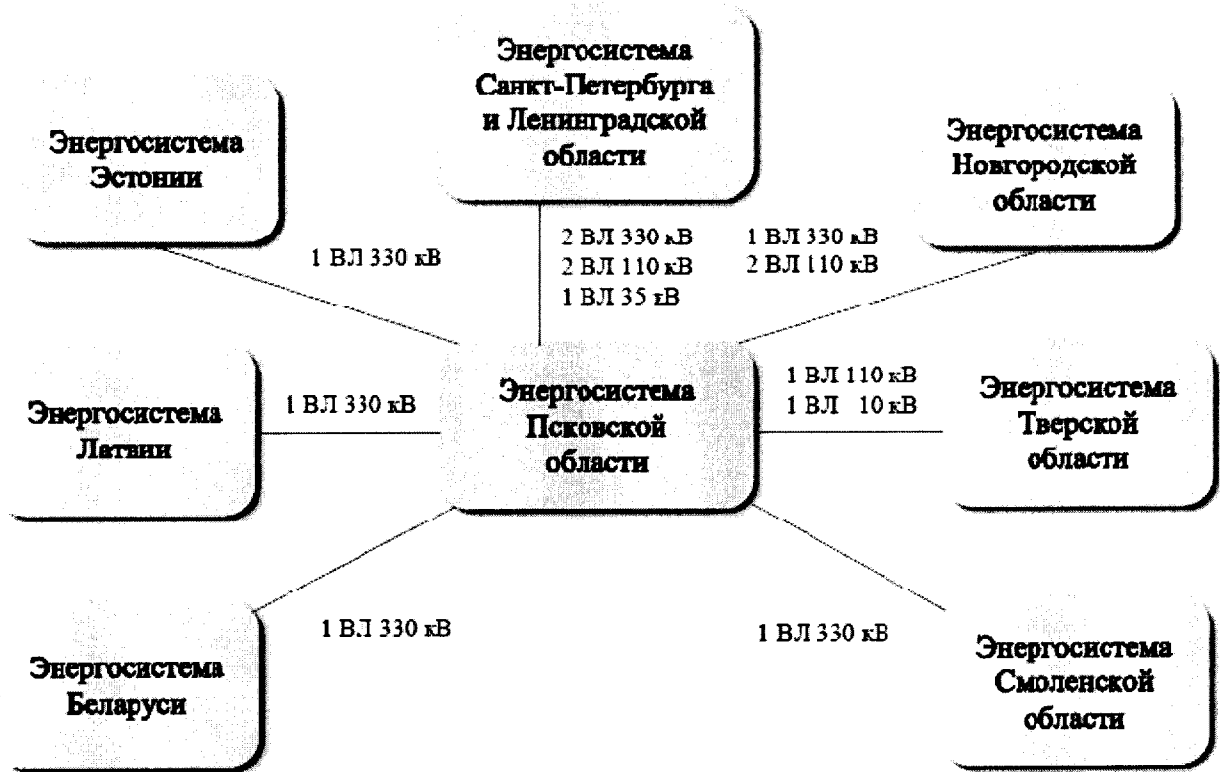 Энергосистема
Санкт-Петербурга
и Ленинградской
области
Энергосистема
Эстонии
Энергосистема
Новгородской
области
1 ВЛ 330 кВ
2 ВЛ 330 кВ
2 ВЛ 110 кВ
1 ВЛ 35 кВ
1 ВЛ 330 кВ
2 ВЛ 110 кВ
Энергосистема
Латвии
1 ВЛ 330 кВ
Энергосистема
Псковской
области
1 ВЛ 110 кВ
1 ВЛ 10 кВ
Энергосистема
Тверской
области
Энергосистема
Беларуси
1 ВЛ 330 кВ
1 ВЛ 330 кВ
Энергосистема
Смоленской
области